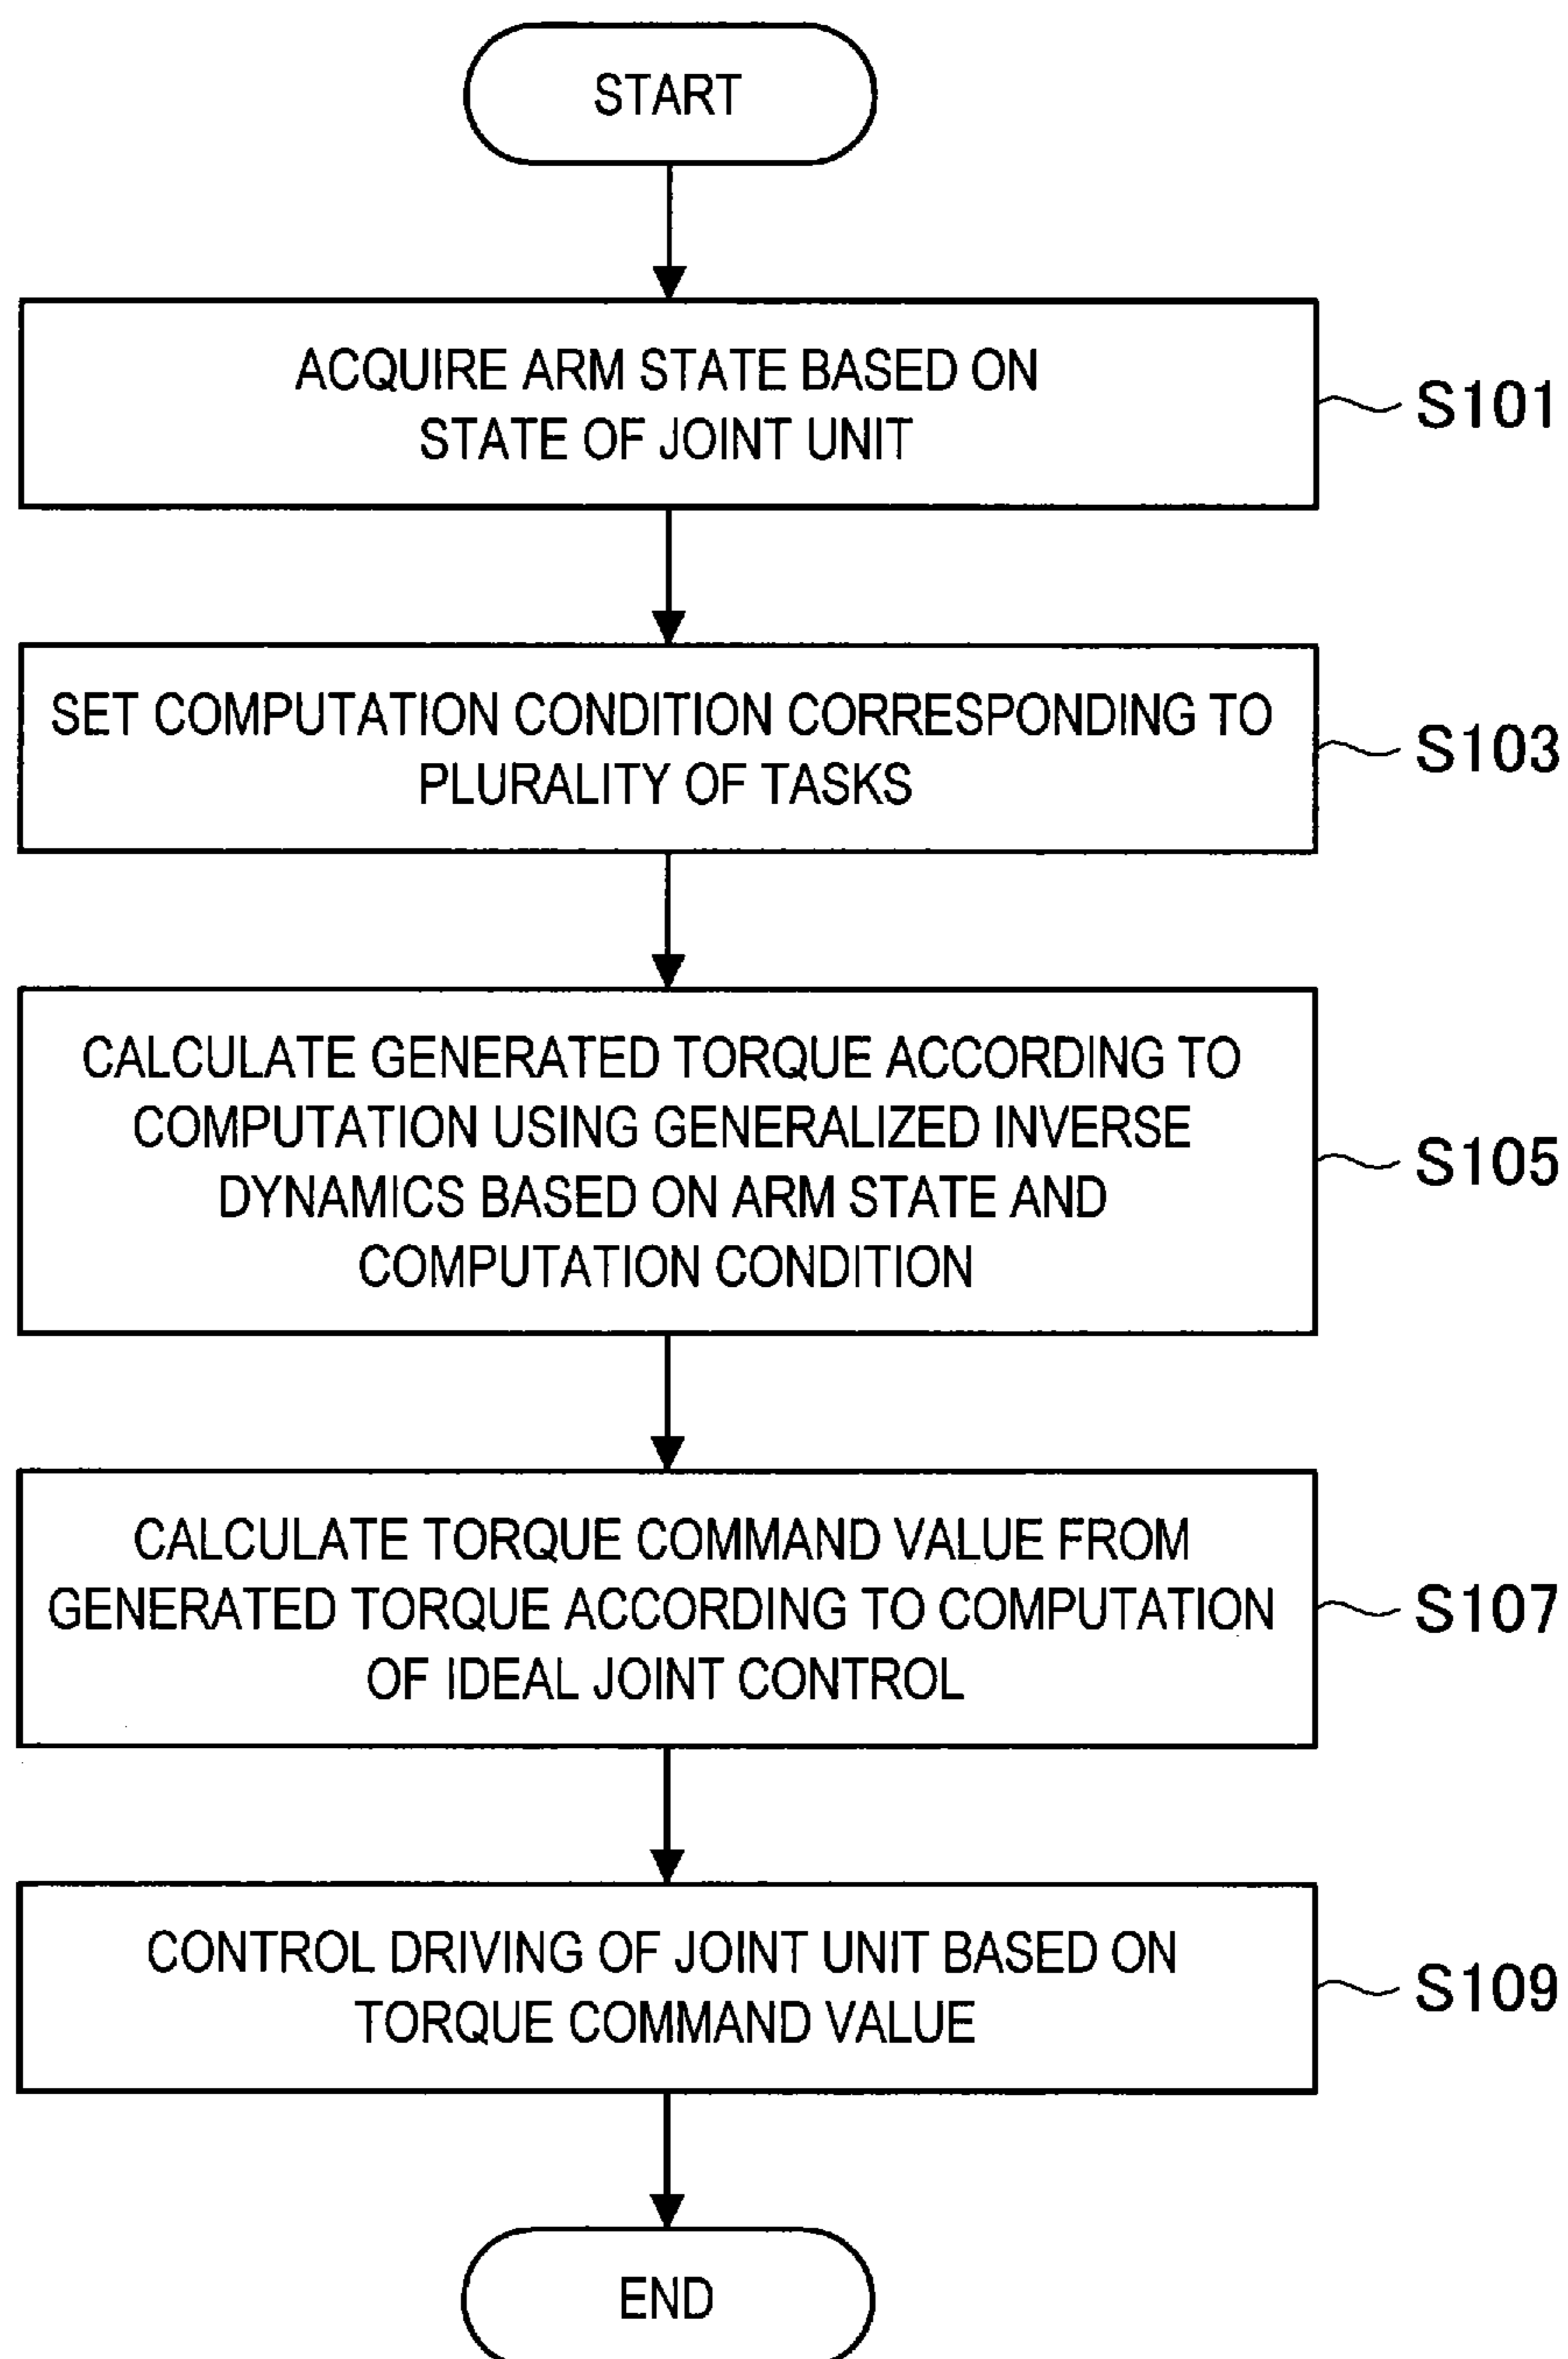 START
ACQUIRE ARM STATE BASED ON
STATE OF JOINT UNIT
S101
SET COMPUTATION CONDITION CORRESPONDING TO
PLURALITY OF TASKS
S103
CALCULATE GENERATED TORQUE ACCORDING TO
COMPUTATION USING GENERALIZED INVERSE
DYNAMICS BASED ON ARM STATE AND
COMPUTATION CONDITION
S105
CALCULATE TORQUE COMMAND VALUE FROM
GENERATED TORQUE ACCORDING TO COMPUTATION
OF IDEAL JOINT CONTROL
S107
CONTROL DRIVING OF JOINT UNIT BASED ON
TORQUE COMMAND VALUE
S109
END